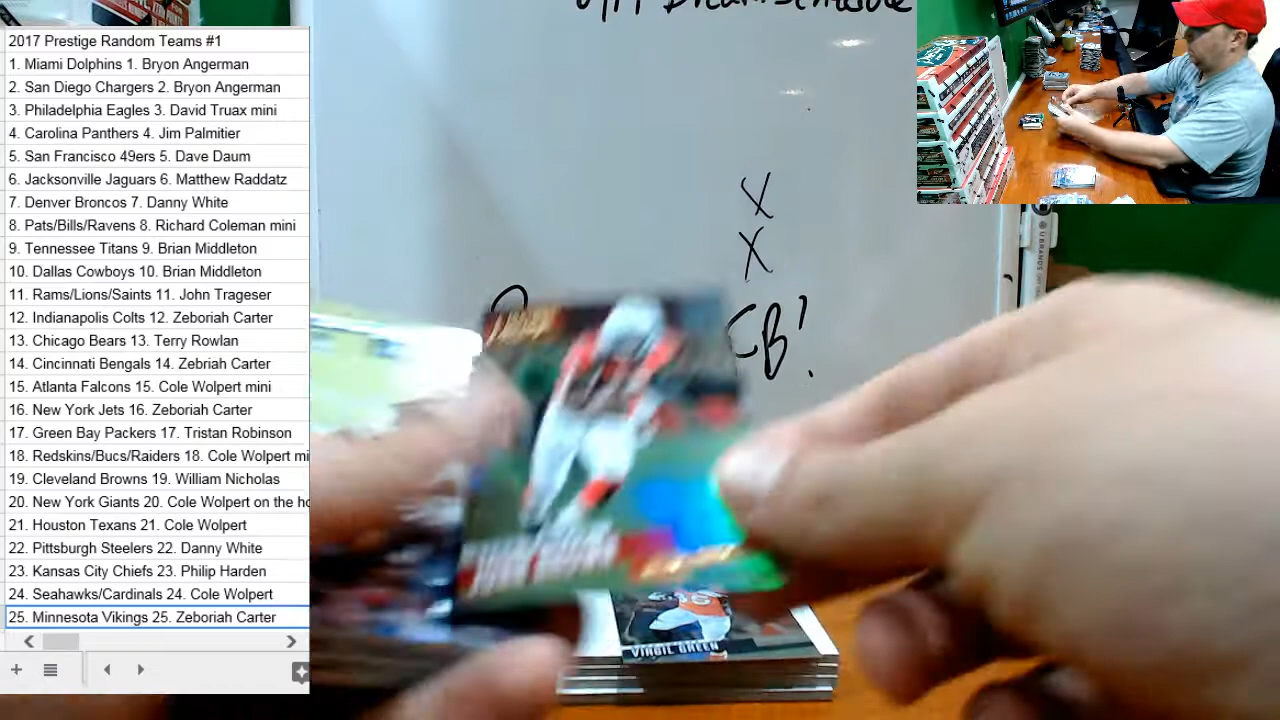 2017 Prestige Random Teams #1
1. Miami Dolphins 1. Bryon Angerman
2. San Diego Chargers 2. Bryon Angerman
3. Philadelphia Eagles 3. David Truax mini
4. Carolina Panthers 4. Jim Palmitier
5. San Francisco 49ers 5. Dave Daum
6. Jacksonville Jaguars 6. Matthew Raddatz
7. Denver Broncos 7. Danny White
8. Pats/Bills/Ravens 8. Richard Coleman mini
9. Tennessee Titans 9. Brian Middleton
10. Dallas Cowboys 10. Brian Middleton
11. Rams/Lions/Saints 11. John Trageser
12. Indianapolis Colts 12. Zeboriah Carter
13. Chicago Bears 13. Terry Rowlan
14. Cincinnati Bengals 14. Zebriah Carter
15. Atlanta Falcons 15. Cole Wolpert mini
16. New York Jets 16. Zeboriah Carter
17. Green Bay Packers 17. Tristan Robinson
18. Redskins/Bucs/Raiders 18. Cole Wolpert mi
19. Cleveland Browns 19. William Nicholas
20. New York Giants 20. Cole Wolpert on the ho
21. Houston Texans 21. Cole Wolpert
22. Pittsburgh Steelers 22. Danny White
23. Kansas City Chiefs 23. Philip Harden
24. Seahawks/Cardinals 24. Cole Wolpert
25. Minnesota Vikings 25. Zeboriah Carter
X
X
CB!
VIRGIL GREEN